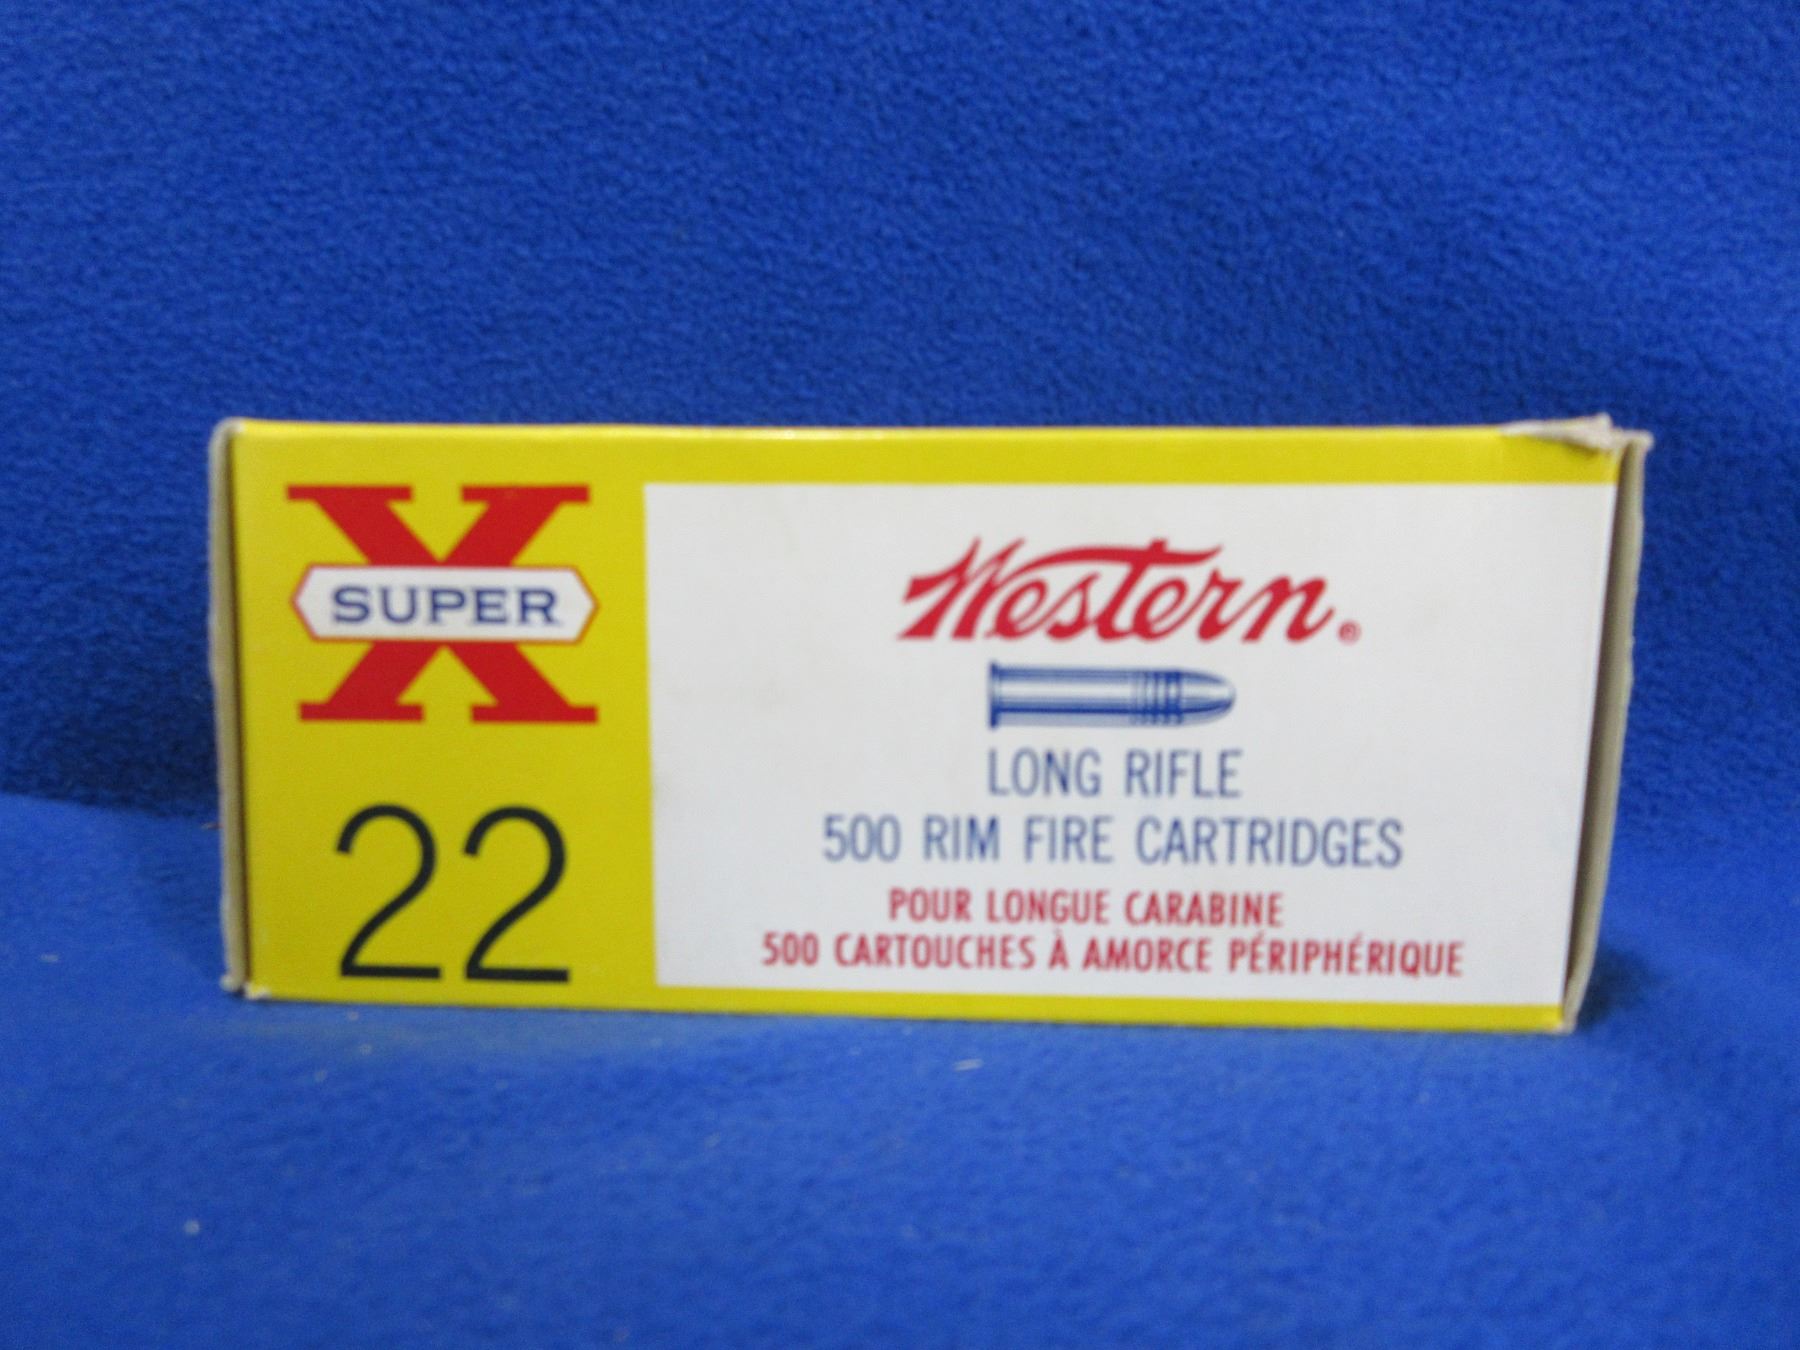 X
SUPER
22
Western®
LONG RIFLE
500 RIM FIRE CARTRIDGES
POUR LONGUE CARABINE
500 CARTOUCHES À AMORCE PÉRIPHÉRIQUE